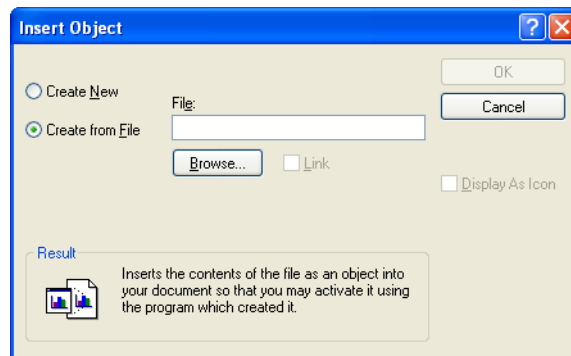 Insert Object
Create New
Create from File
File:
Browse...
Link
OK
Cancel
Display As Icon
Result
Inserts the contents of the file as an object into
your document so that you may activate it using
the program which created it.